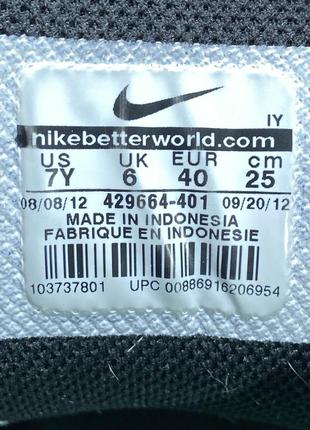 IY
nikebetterworld.com
US UK EUR cm
7Y 6 40 25
08/08/12 429664-401 09/20/12
MADE IN INDONESIA
FABRIQUE EN INDONESIE
103737801 UPC 00886916206954